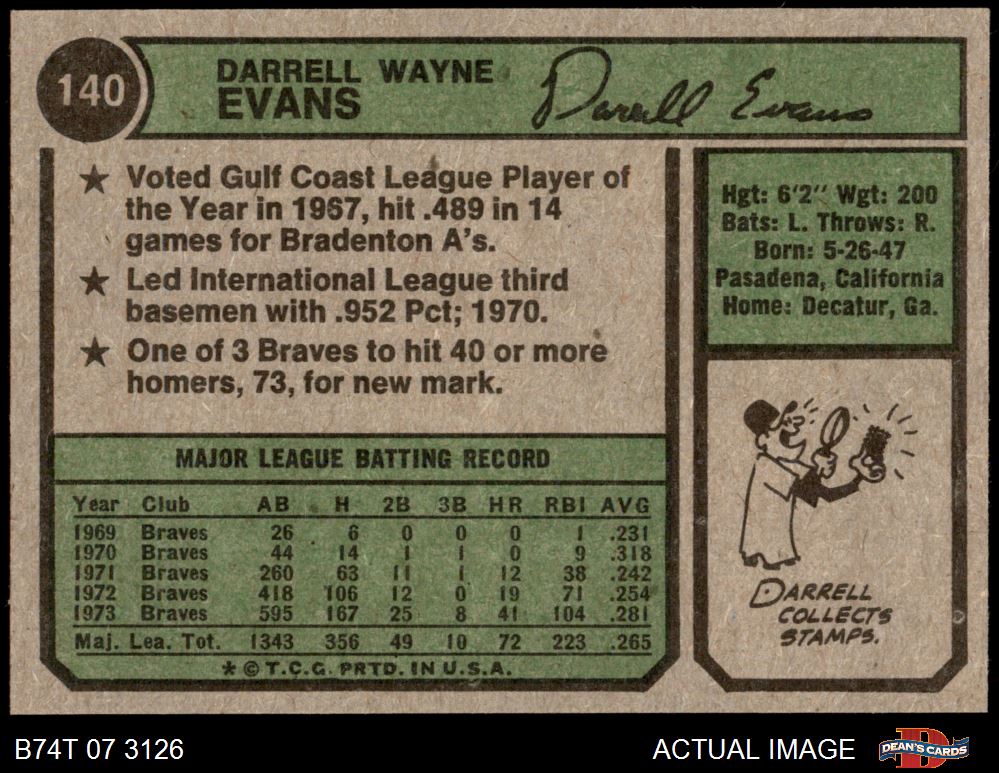 140
DARRELL WAYNE
EVANS
Darrell Evans
★ Voted Gulf Coast League Player of
the Year in 1967, hit .489 in 14
games for Bradenton A's.
★ Led International League third
basemen with .952 Pct; 1970.
★ One of 3 Braves to hit 40 or more
homers, 73, for new mark.
Hgt: 6'2" Wgt: 200
Bats: L. Throws: R.
Born: 5-26-47
Pasadena, California
Home: Decatur, Ga.
MAJOR LEAGUE BATTING RECORD
Year Club AB H 2B 3B HR RBI AVG
1969 Braves 26 6 0 0 0 1 .231
1970 Braves 44 14 1 1 0 9 .318
1971 Braves 260 63 11 1 12 38 .242
1972 Braves 418 106 12 0 19 71 .254
1973 Braves 595 167 25 8 41 104 .281
Maj. Lea. Tot. 1343 356 49 10 72 223 .265
* © T.C.G. PRTD. IN U.S.A.
DARRELL
COLLECTS
STAMPS.
B74T 07 3126
ACTUAL IMAGE
DEAN'S CARDS